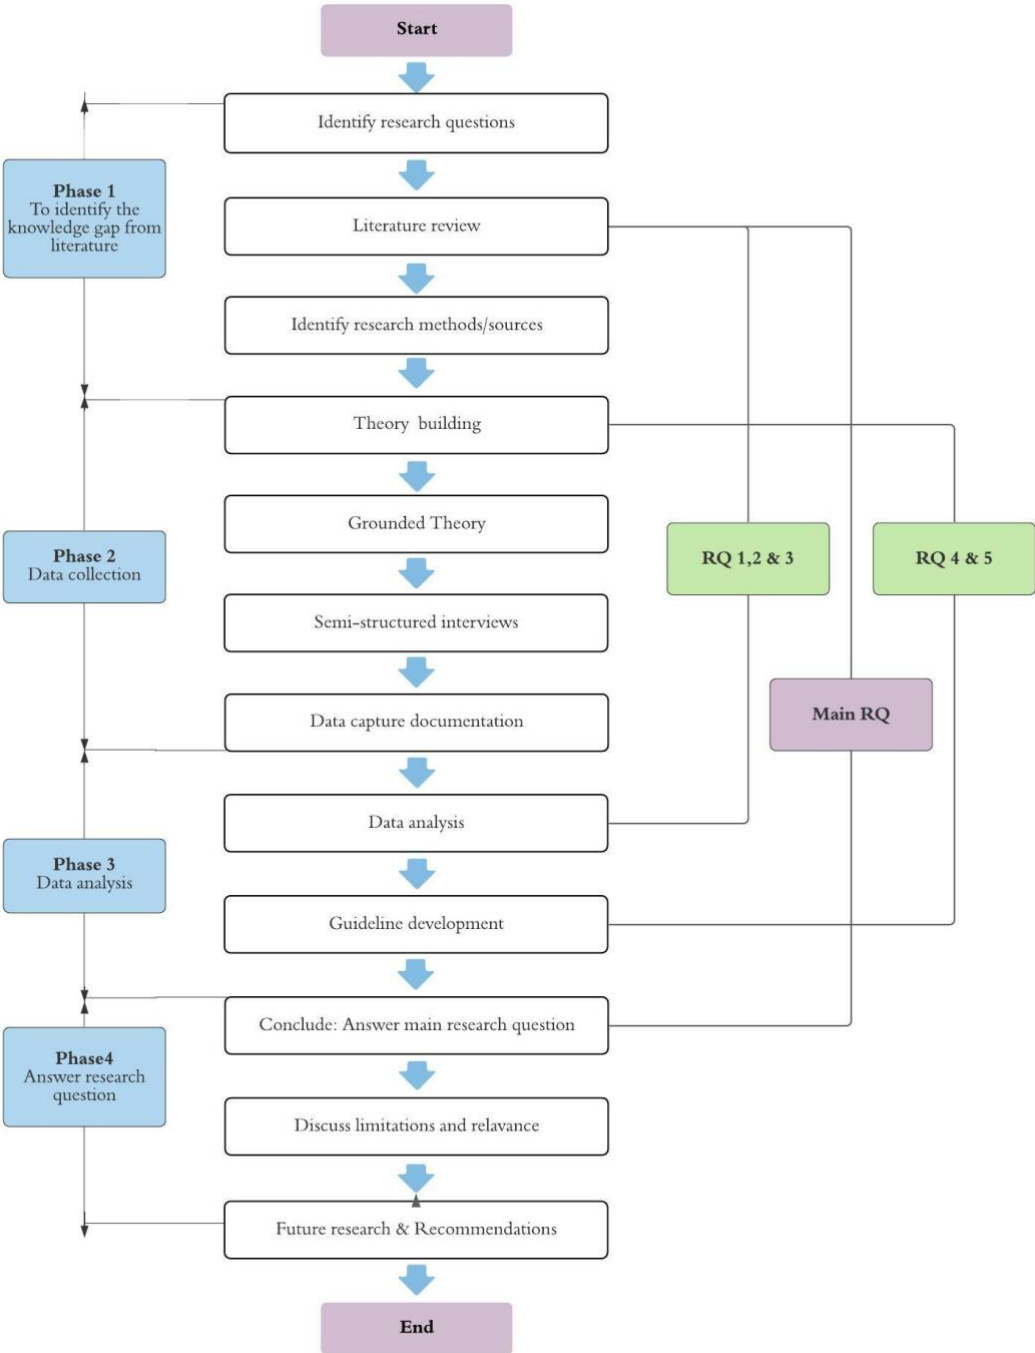 Start
Identify research questions
Phase 1
To identify the
knowledge gap from
literature
Literature review
Identify research methods/sources
Theory building
Grounded Theory
Phase 2
Data collection
RQ 1,2 & 3
RQ 4 & 5
Semi-structured interviews
Data capture documentation
Main RQ
Data analysis
Phase 3
Data analysis
Guideline development
Conclude: Answer main research question
Phase4
Answer research
question
Discuss limitations and relavance
Future research & Recommendations
End